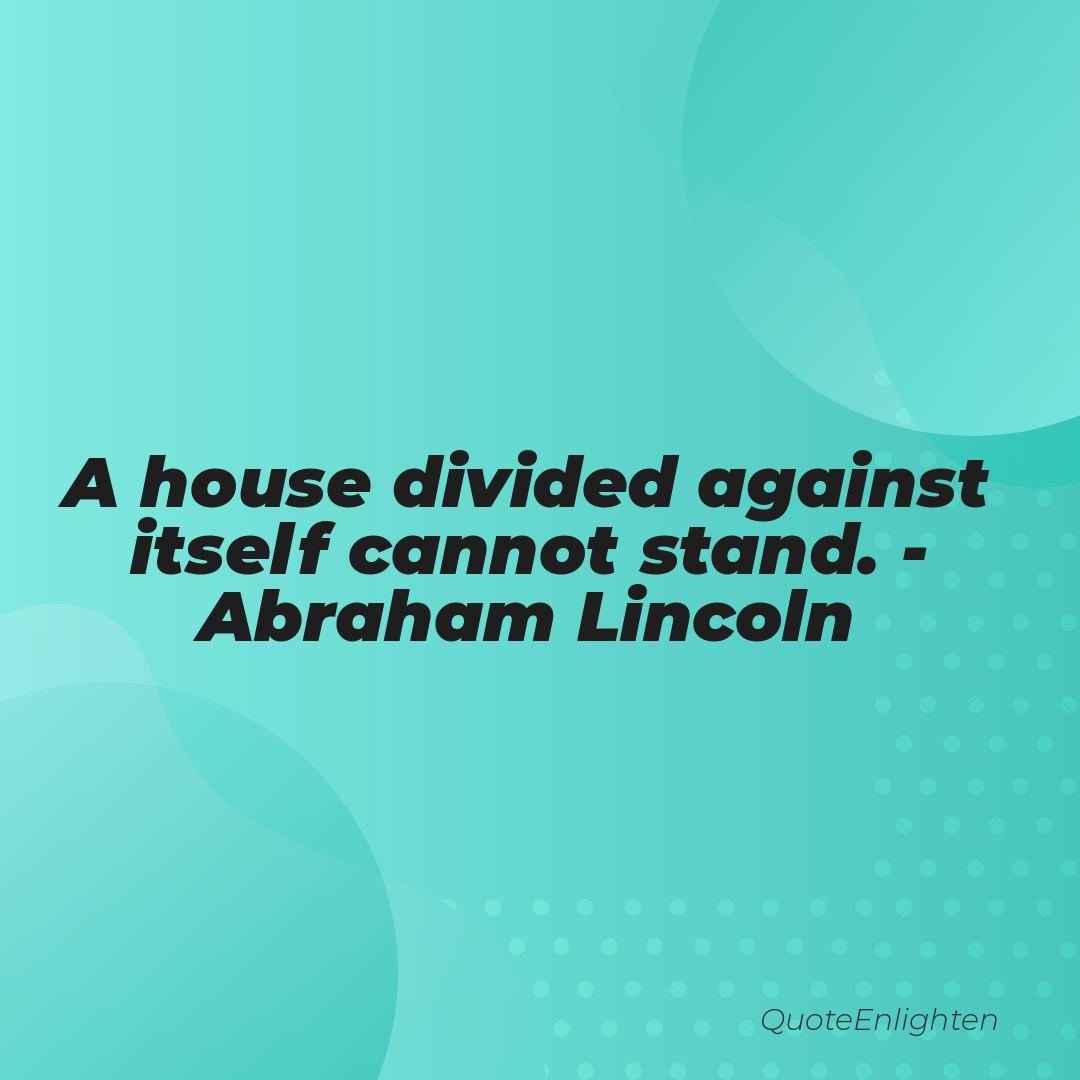 A house divided against
itself cannot stand. -
Abraham Lincoln
QuoteEnlighten